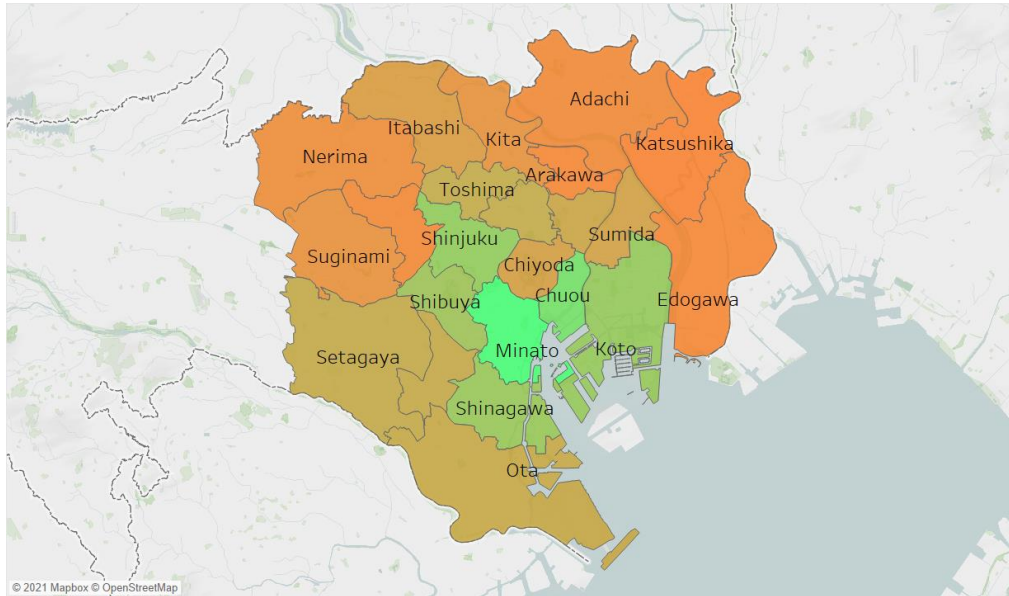 Adachi
Itabashi
Kita
Katsushika
Nerima
Arakawa
Toshima
Shinjuku
Sumida
Suginami
Chiyoda
Chuou
Shibuya
Edogawa
Minato
Koto
Setagaya
Shinagawa
Ota
© 2021 Mapbox © OpenStreetMap